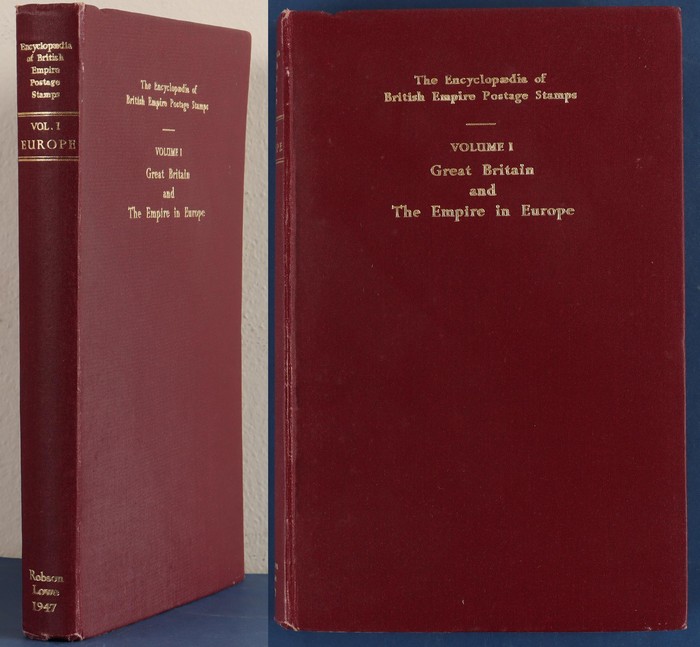 Encyclopædia
of British
Empire
Postage
Stamps
VOL. I
EUROPE
Robson
Lowe
1947
The Encyclopædia of
British Empire Postage Stamps
VOLUME I
Great Britain
and
The Empire in Europe
The Encyclopædia of
British Empire Postage Stamps
VOLUME I
Great Britain
and
The Empire in Europe